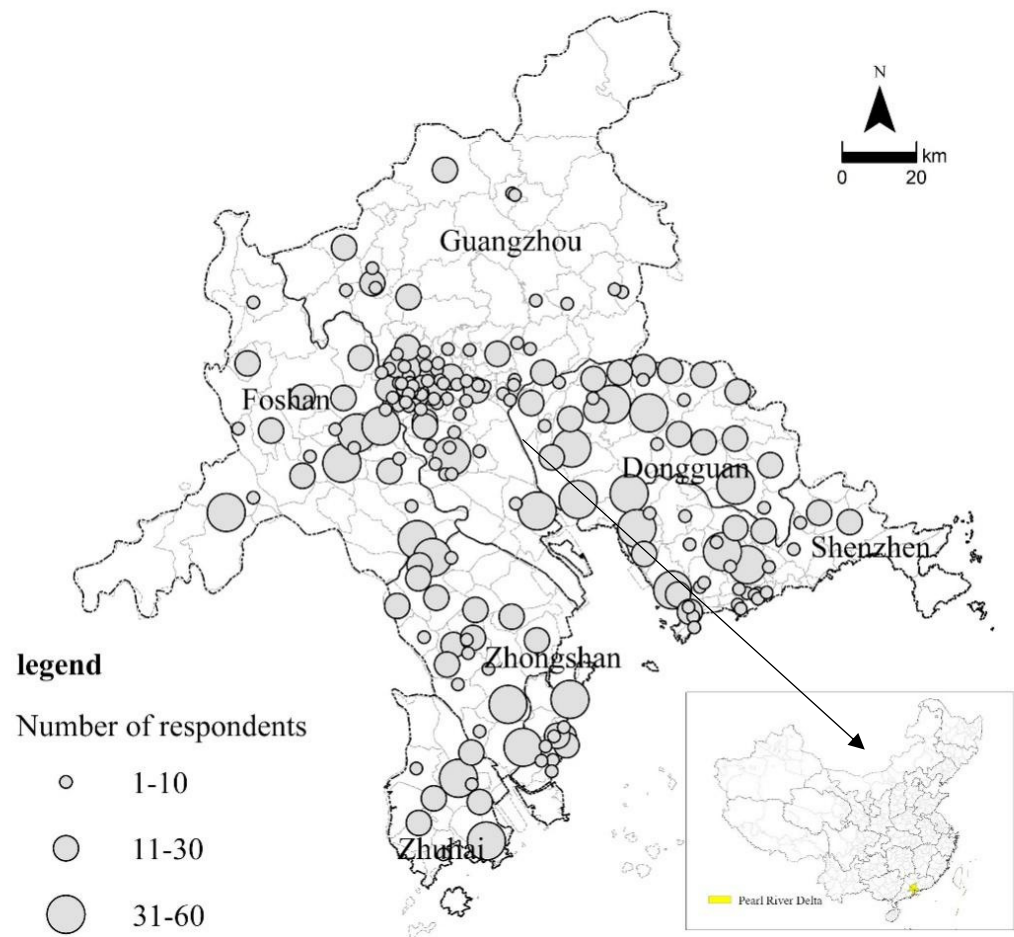 N
km
0 20
Guangzhou
Foshan
Dongguan
Shenzhen
Zhongshan
Zhuhai
legend
Number of respondents
1-10
11-30
31-60
Pearl River Delta